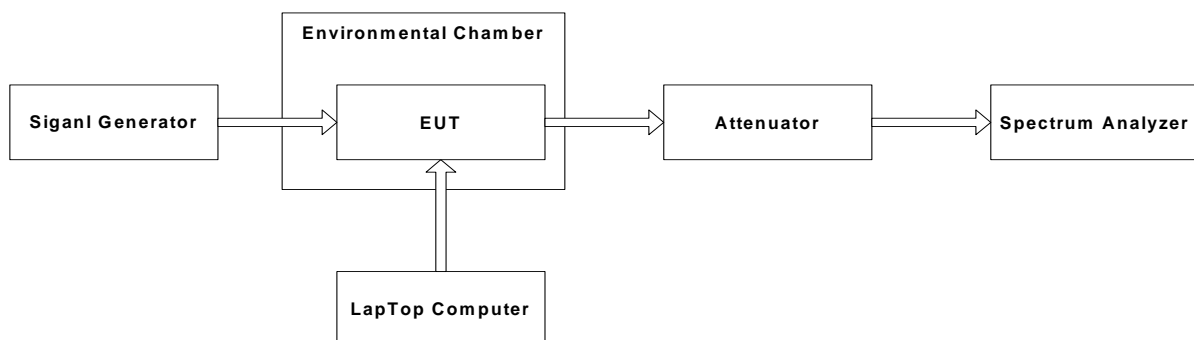 Environmental Chamber
Siganl Generator
EUT
Attenuator
Spectrum Analyzer
LapTop Computer